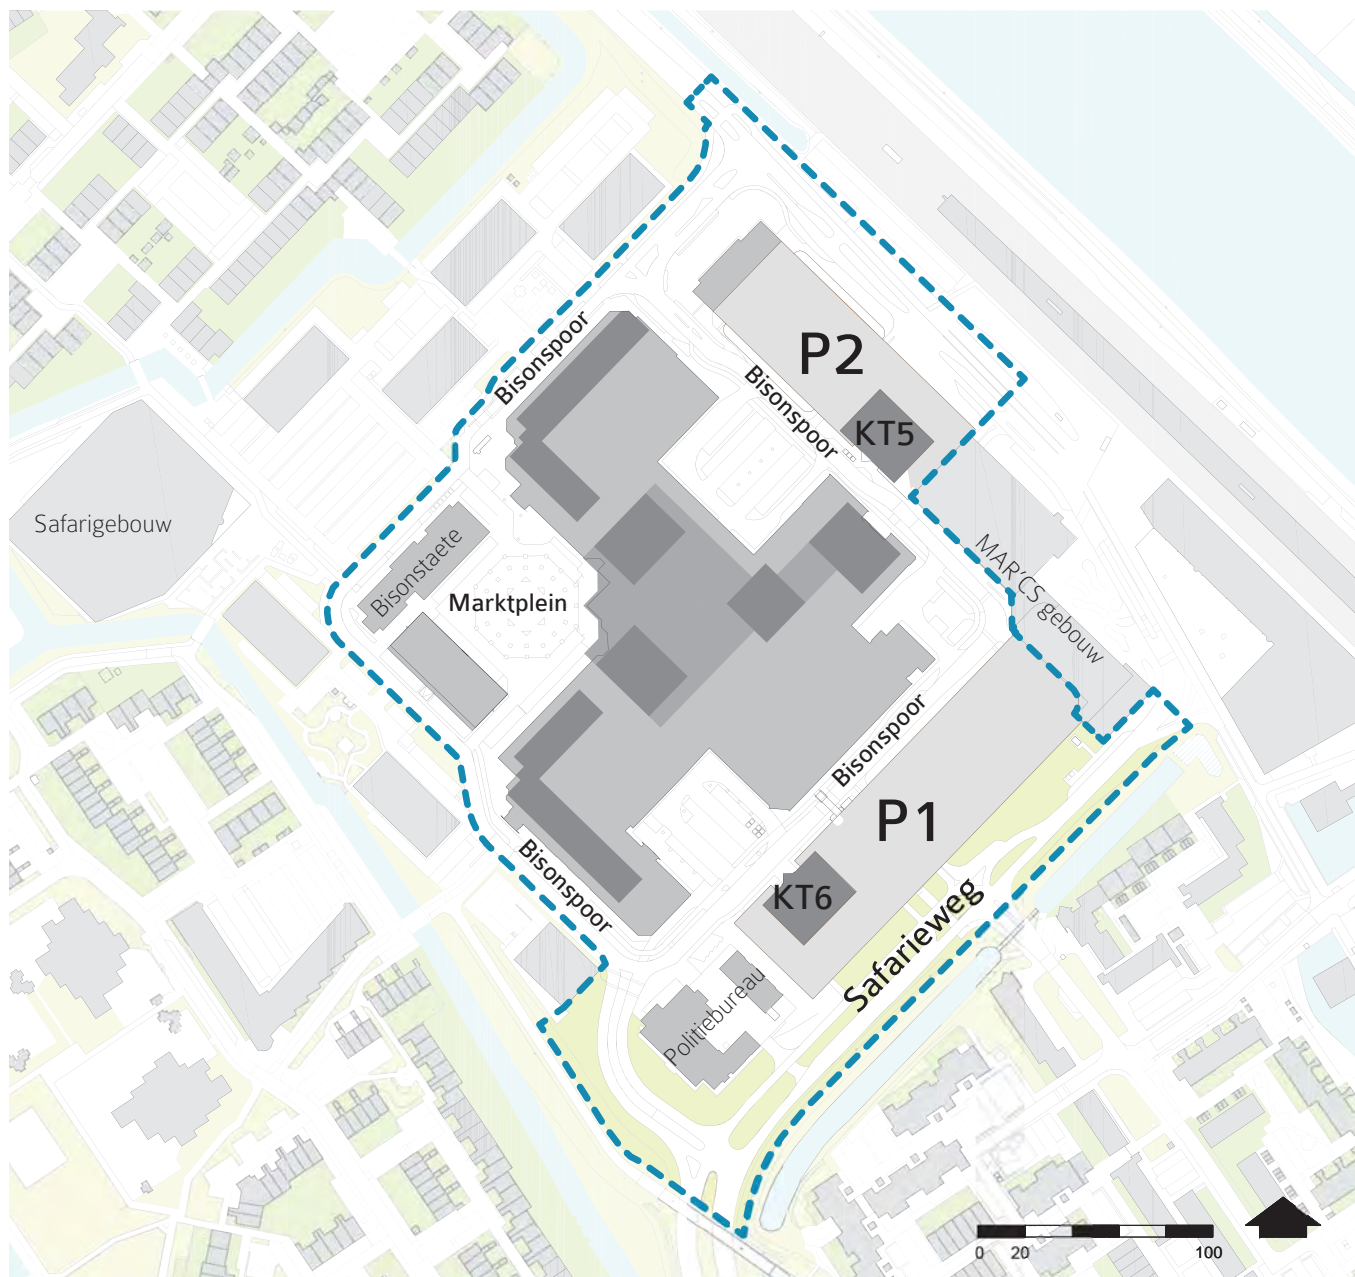 P2
Bisonspoor
Bisonspoor
KT5
Safarigebouw
Bisonstaete
MAR'CS gebouw
Marktplein
Bisonspoor
P1
Bisonspoor
KT6
Safarieweg
Politiebureau
0 20 100